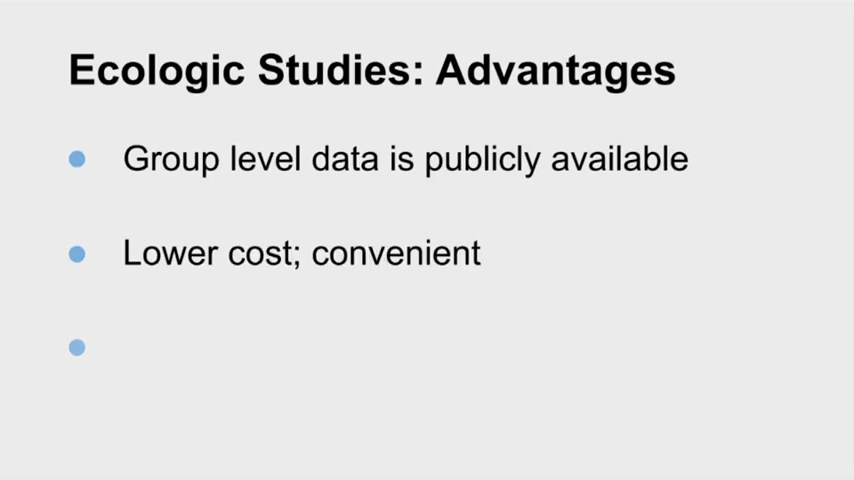 Ecologic Studies: Advantages
Group level data is publicly available
Lower cost; convenient